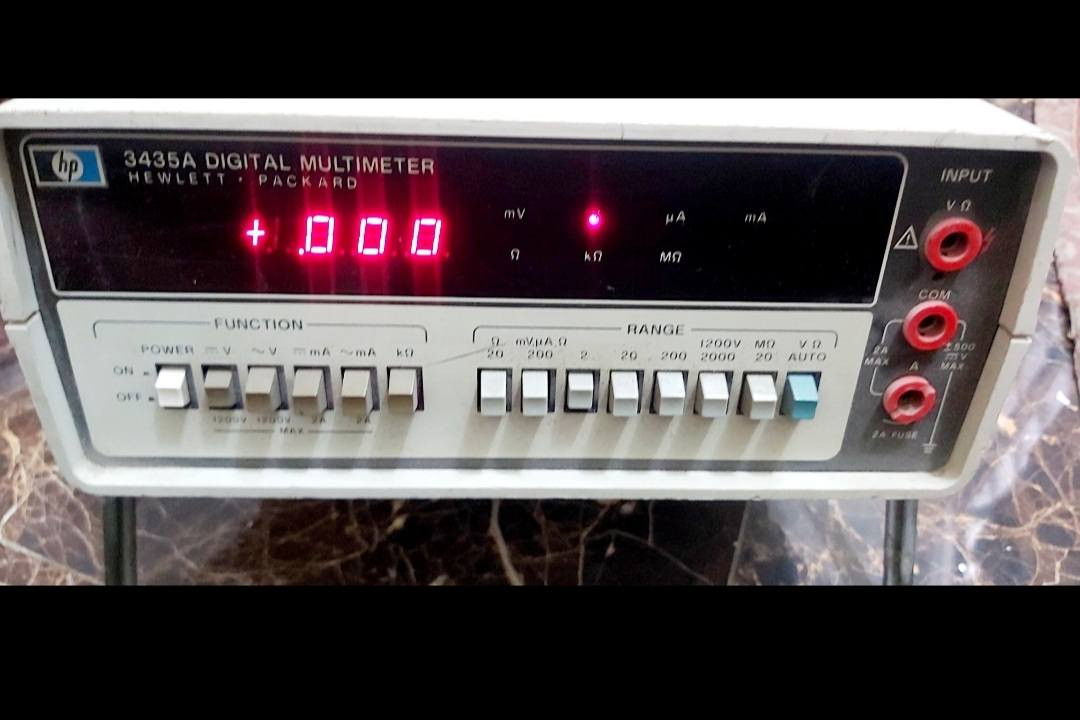 hp
3435A DIGITAL MULTIMETER
HEWLETT • PACKARD
+ .000
mV
µA
mA
Ω
kΩ
MΩ
INPUT
V Ω
COM
2A
MAX
±500
V
MAX
A
2A FUSE
FUNCTION
POWER
V
~V
mA
~mA
kΩ
ON
OFF
1200V
1200V
2A
2A
MAX
RANGE
Ω
20
mVµA,Ω
200
2
20
200
1200V
2000
MΩ
20
V Ω
AUTO